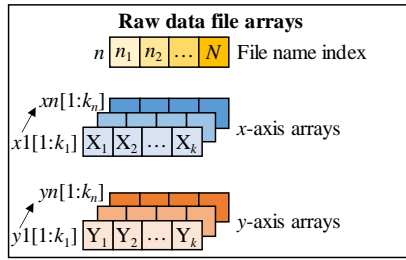 Raw data file arrays
n n₁ n₂ … N File name index
xn[1:kₙ]
x1[1:k₁] X₁ X₂ … Xₖ x-axis arrays
yn[1:kₙ]
y1[1:k₁] Y₁ Y₂ … Yₖ y-axis arrays